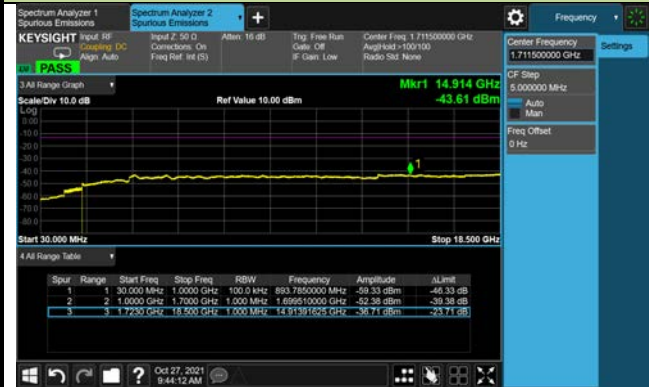 Spectrum Analyzer 1
Spurious Emissions
Spectrum Analyzer 2
Spurious Emissions
+
Frequency
KEYSIGHT
Input: RF
Coupling: DC
Align: Auto
Input Z: 50 Ω
Corrections: On
Freq Ref: Int (S)
Atten: 16 dB
Trig: Free Run
Gate: Off
IF Gain: Low
Center Freq: 1.711500000 GHz
Avg|Hold:>100/100
Radio Std: None
PASS
Center Frequency
1.711500000 GHz
Settings
CF Step
5.000000 MHz
Auto
Man
Freq Offset
0 Hz
3 All Range Graph
Mkr1 14.914 GHz
Scale/Div 10.0 dB
Ref Value 10.00 dBm
-43.61 dBm
Log
0.00
-10.0
-20.0
-30.0
-40.0
-50.0
-60.0
-70.0
-80.0
1
Start 30.000 MHz
Stop 18.500 GHz
4 All Range Table
Spur Range Start Freq Stop Freq RBW Frequency Amplitude ΔLimit
1 1 30.000 MHz 1.0000 GHz 100.0 kHz 893.7850000 MHz -59.33 dBm -46.33 dB
2 2 1.0000 GHz 1.7000 GHz 1.000 MHz 1.699510000 GHz -52.38 dBm -39.38 dB
3 3 1.7230 GHz 18.500 GHz 1.000 MHz 14.91391625 GHz -36.71 dBm -23.71 dB
?
Oct 27, 2021
9:44:12 AM